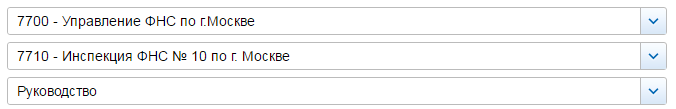 7700 - Управление ФНС по г.Москве
7710 - Инспекция ФНС № 10 по г. Москве
Руководство